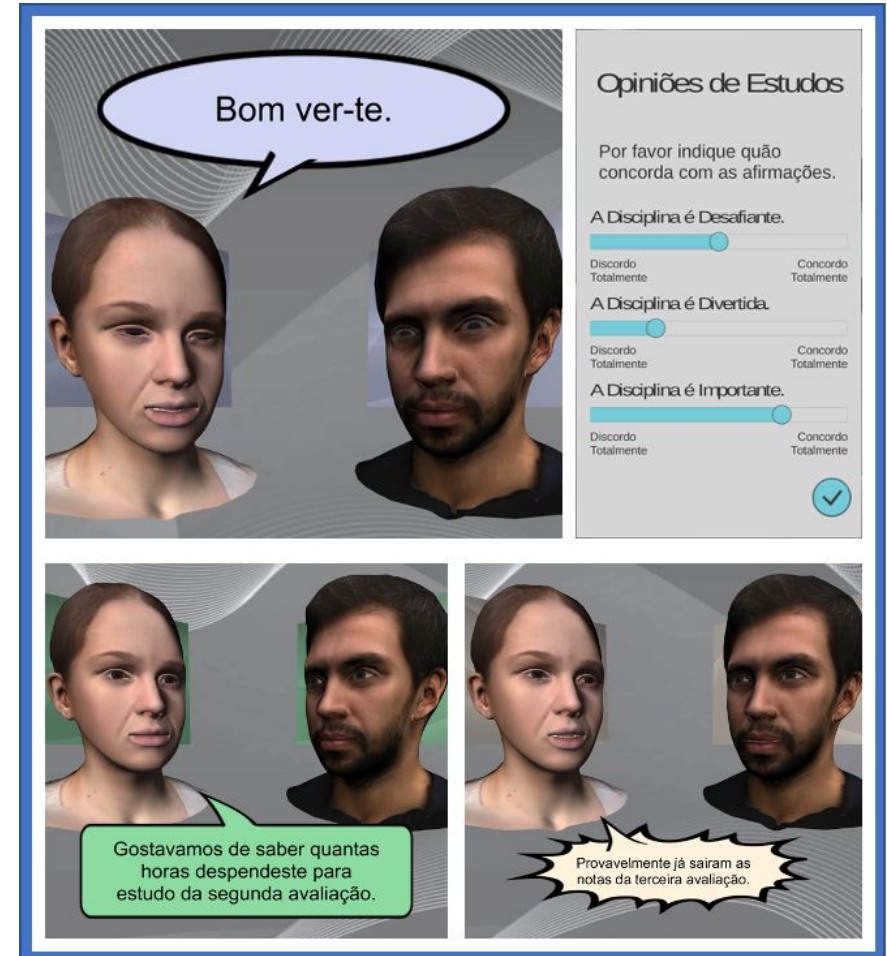 Bom ver-te.
Opiniões de Estudos
Por favor indique quão
concorda com as afirmações.
A Disciplina é Desafiante.
Discordo Totalmente
Concordo Totalmente
A Disciplina é Divertida.
Discordo Totalmente
Concordo Totalmente
A Disciplina é Importante.
Discordo Totalmente
Concordo Totalmente
Gostavamos de saber quantas
horas despendeste para
estudo da segunda avaliação.
Provavelmente já sairam as
notas da terceira avaliação.